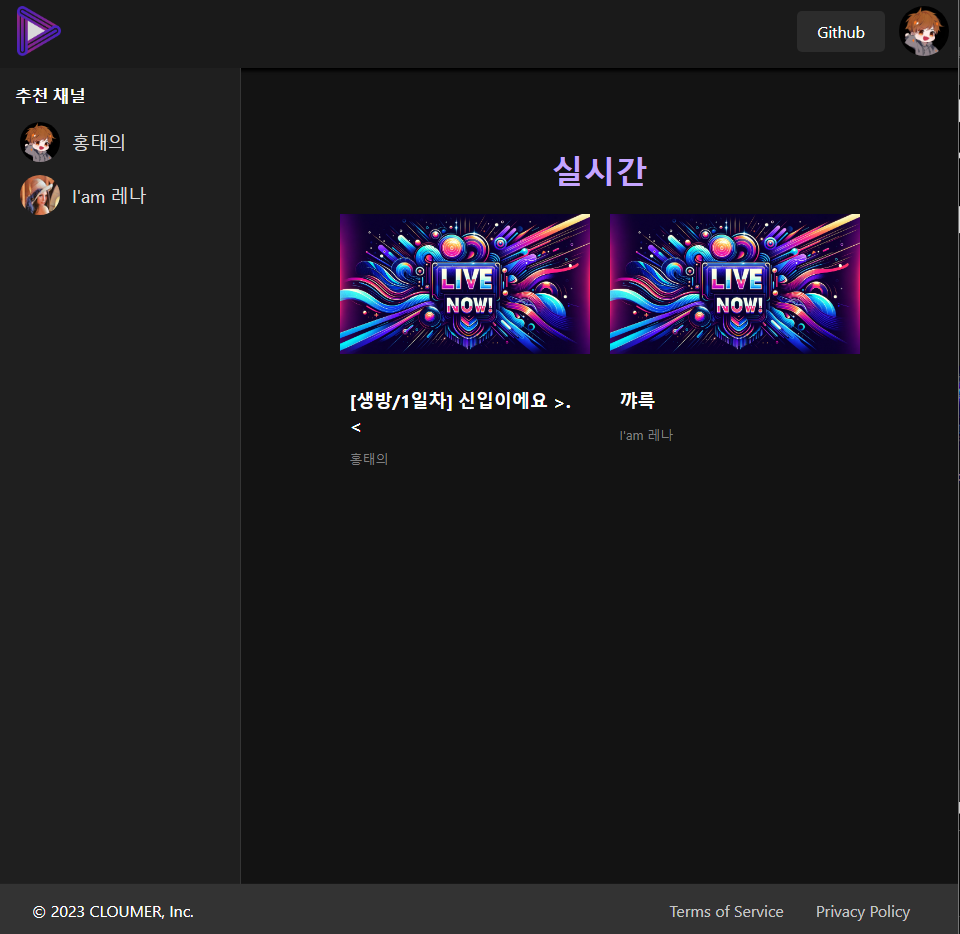 Github
추천 채널
홍태의
I'am 레나
실시간
LIVE
NOW!
LIVE
NOW!
[생방/1일차] 신입이에요 >.
<
홍태의
꺄륵
I'am 레나
© 2023 CLOUMER, Inc.
Terms of Service
Privacy Policy